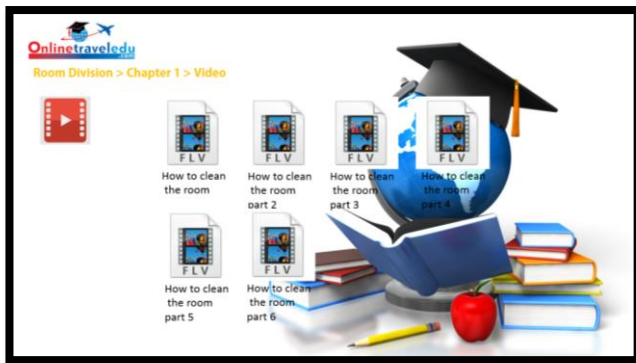 Onlinetraveledu
.com
Room Division > Chapter 1 > Video
FLV
FLV
FLV
FLV
How to clean
the room
How to clean
the room
part 2
How to clean
the room
part 3
How to clean
the room
part 4
FLV
FLV
How to clean
the room
part 5
How to clean
the room
part 6